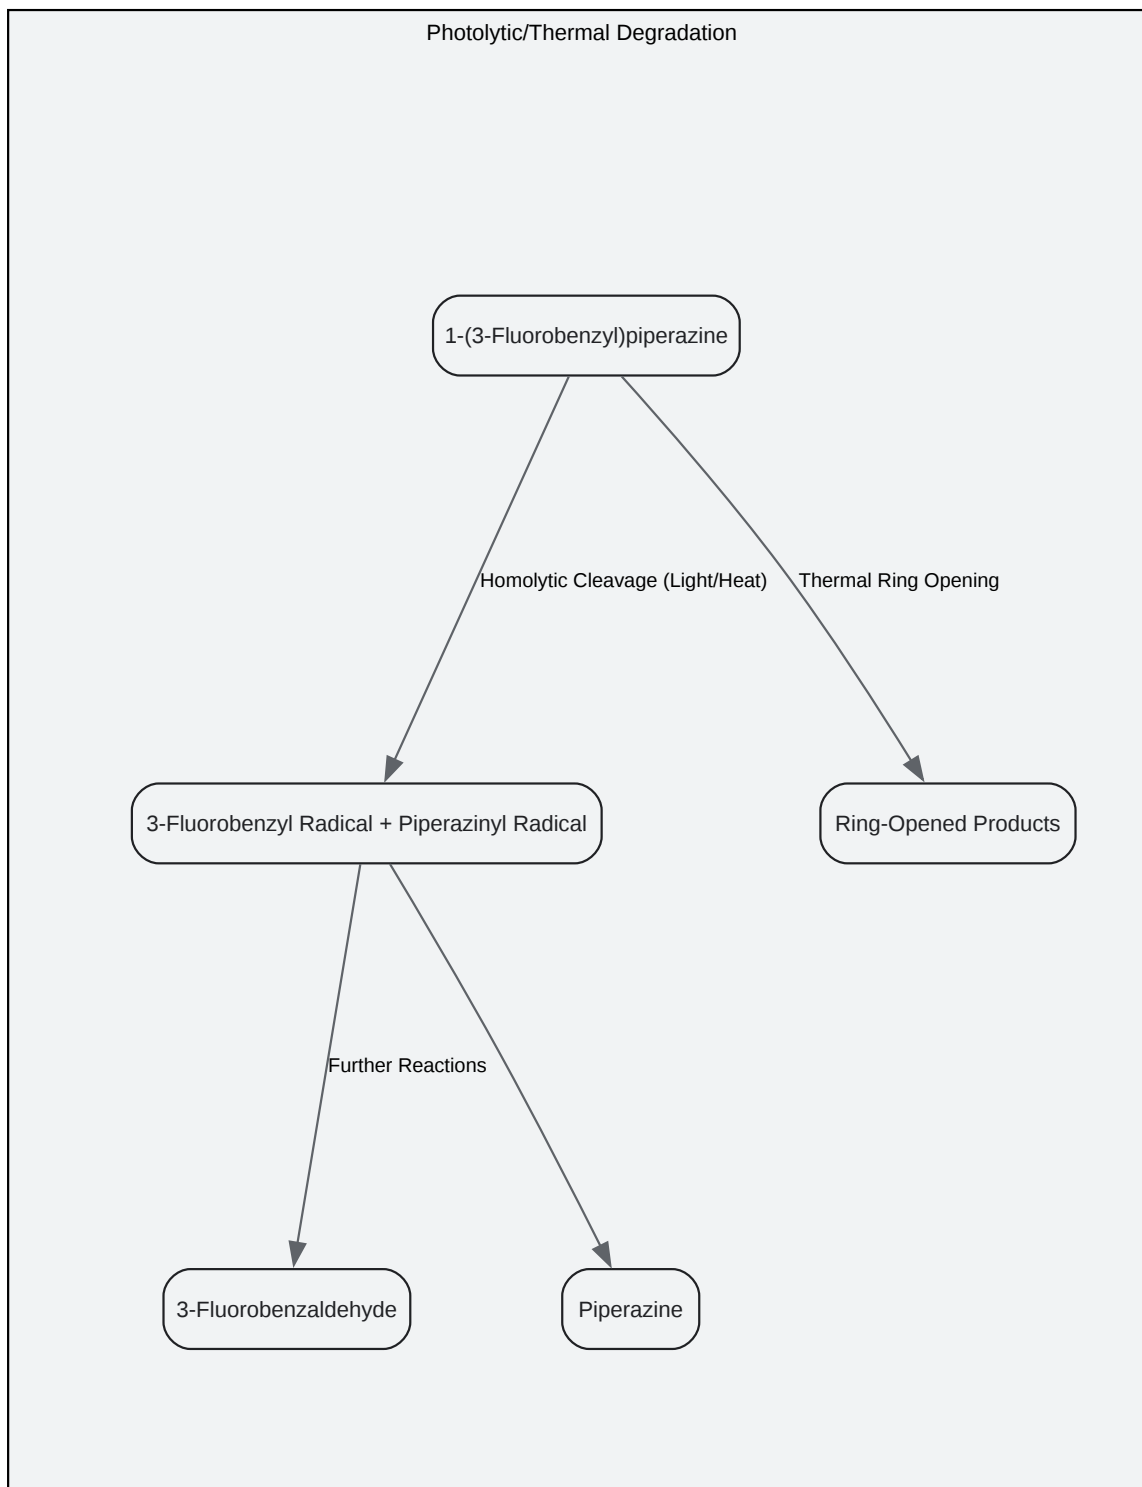 Photolytic/Thermal Degradation
1-(3-Fluorobenzyl)piperazine
Homolytic Cleavage (Light/Heat)
Thermal Ring Opening
3-Fluorobenzyl Radical + Piperazinyl Radical
Ring-Opened Products
Further Reactions
3-Fluorobenzaldehyde
Piperazine